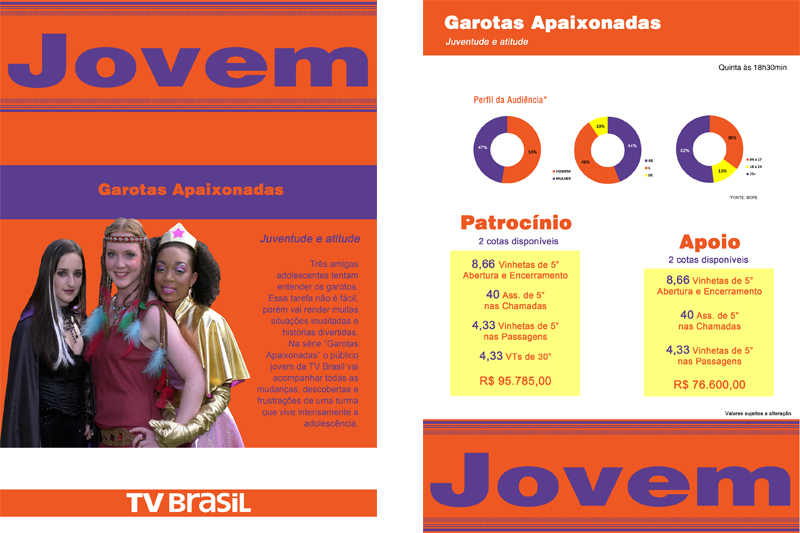 Jovem
Garotas Apaixonadas
Juventude e atitude
Três amigas
adolescentes tentam
entender os garotos.
Essa tarefa não é fácil,
porém vai render muitas
situações inusitadas e
histórias divertidas.
Na série "Garotas
Apaixonadas" o público
jovem da TV Brasil vai
acompanhar todas as
mudanças, descobertas e
frustrações de uma turma
que vive intensamente a
adolescência.
TV BRASIL
Garotas Apaixonadas
Juventude e atitude
Quinta às 18h30min
Perfil da Audiência*
47%
53%
HOMEM
MULHER
10%
44%
46%
AB
C
DE
52%
35%
13%
04 a 17
18 a 24
25+
*FONTE: IBOPE
Patrocínio
2 cotas disponíveis
8,66 Vinhetas de 5"
Abertura e Encerramento
40 Ass. de 5"
nas Chamadas
4,33 Vinhetas de 5"
nas Passagens
4,33 VTs de 30"
R$ 95.785,00
Apoio
2 cotas disponíveis
8,66 Vinhetas de 5"
Abertura e Encerramento
40 Ass. de 5"
nas Chamadas
4,33 Vinhetas de 5"
nas Passagens
R$ 76.600,00
Valores sujeitos a alteração
Jovem